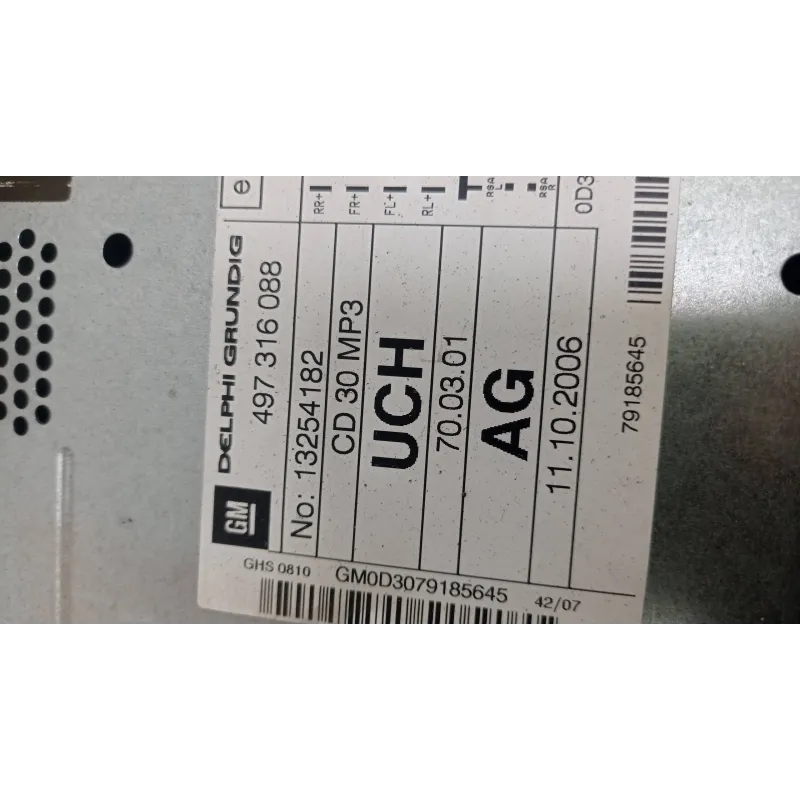 GM DELPHI GRUNDIG
497 316 088
e
No: 13254182
CD 30 MP3
UCH
70.03.01
AG
11.10.2006
RR+
FR+
FL+
RL+
RSA L
RSA R
0D3
79185645
GHS 0810
GM0D3079185645
42/07